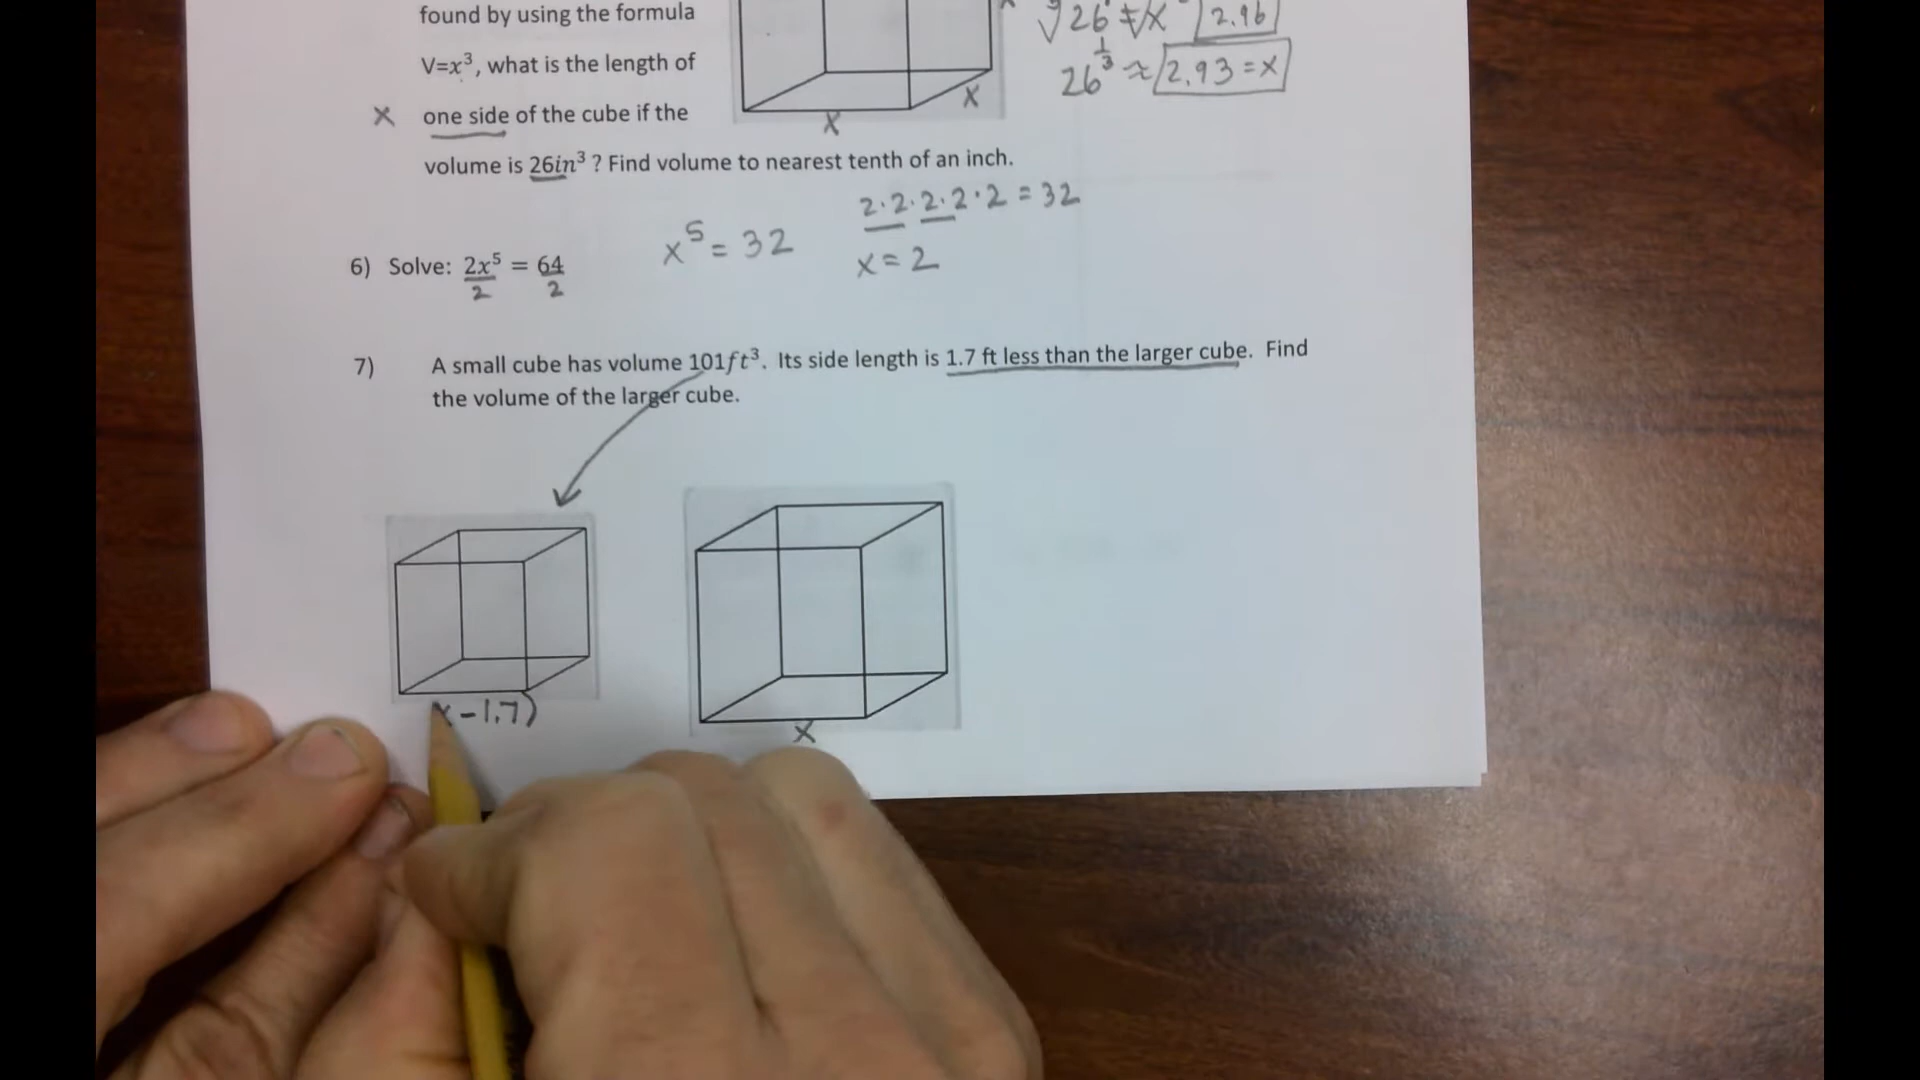 found by using the formula
V=x³, what is the length of
x one side of the cube if the
volume is 26in³ ? Find volume to nearest tenth of an inch.
x
x
∛26 = x 2.96
26^(1/3) ≈ 2.93 = x
6) Solve: 2x⁵ = 64
2 2
x⁵ = 32
2·2·2·2·2 = 32
x = 2
7) A small cube has volume 101ft³. Its side length is 1.7 ft less than the larger cube. Find
the volume of the larger cube.
x-1.7)
x